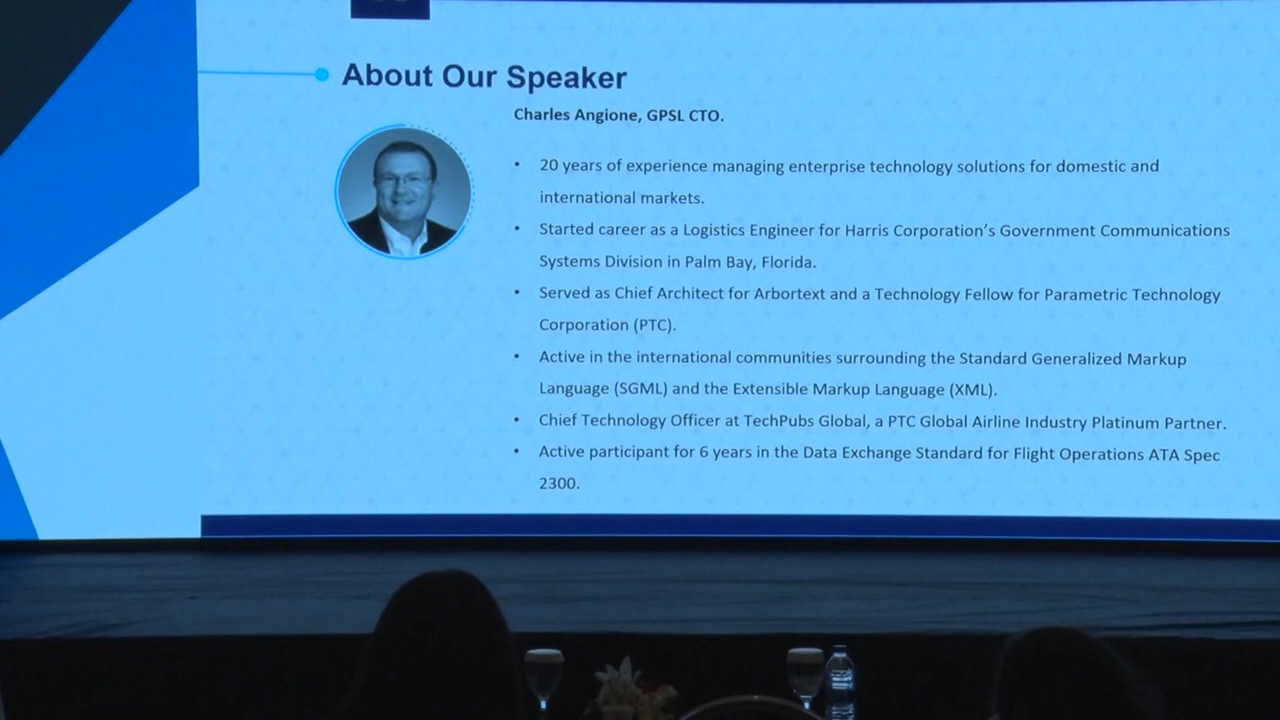 About Our Speaker
Charles Angione, GPSL CTO.
• 20 years of experience managing enterprise technology solutions for domestic and
international markets.
• Started career as a Logistics Engineer for Harris Corporation’s Government Communications
Systems Division in Palm Bay, Florida.
• Served as Chief Architect for Arbortext and a Technology Fellow for Parametric Technology
Corporation (PTC).
• Active in the international communities surrounding the Standard Generalized Markup
Language (SGML) and the Extensible Markup Language (XML).
• Chief Technology Officer at TechPubs Global, a PTC Global Airline Industry Platinum Partner.
• Active participant for 6 years in the Data Exchange Standard for Flight Operations ATA Spec
2300.